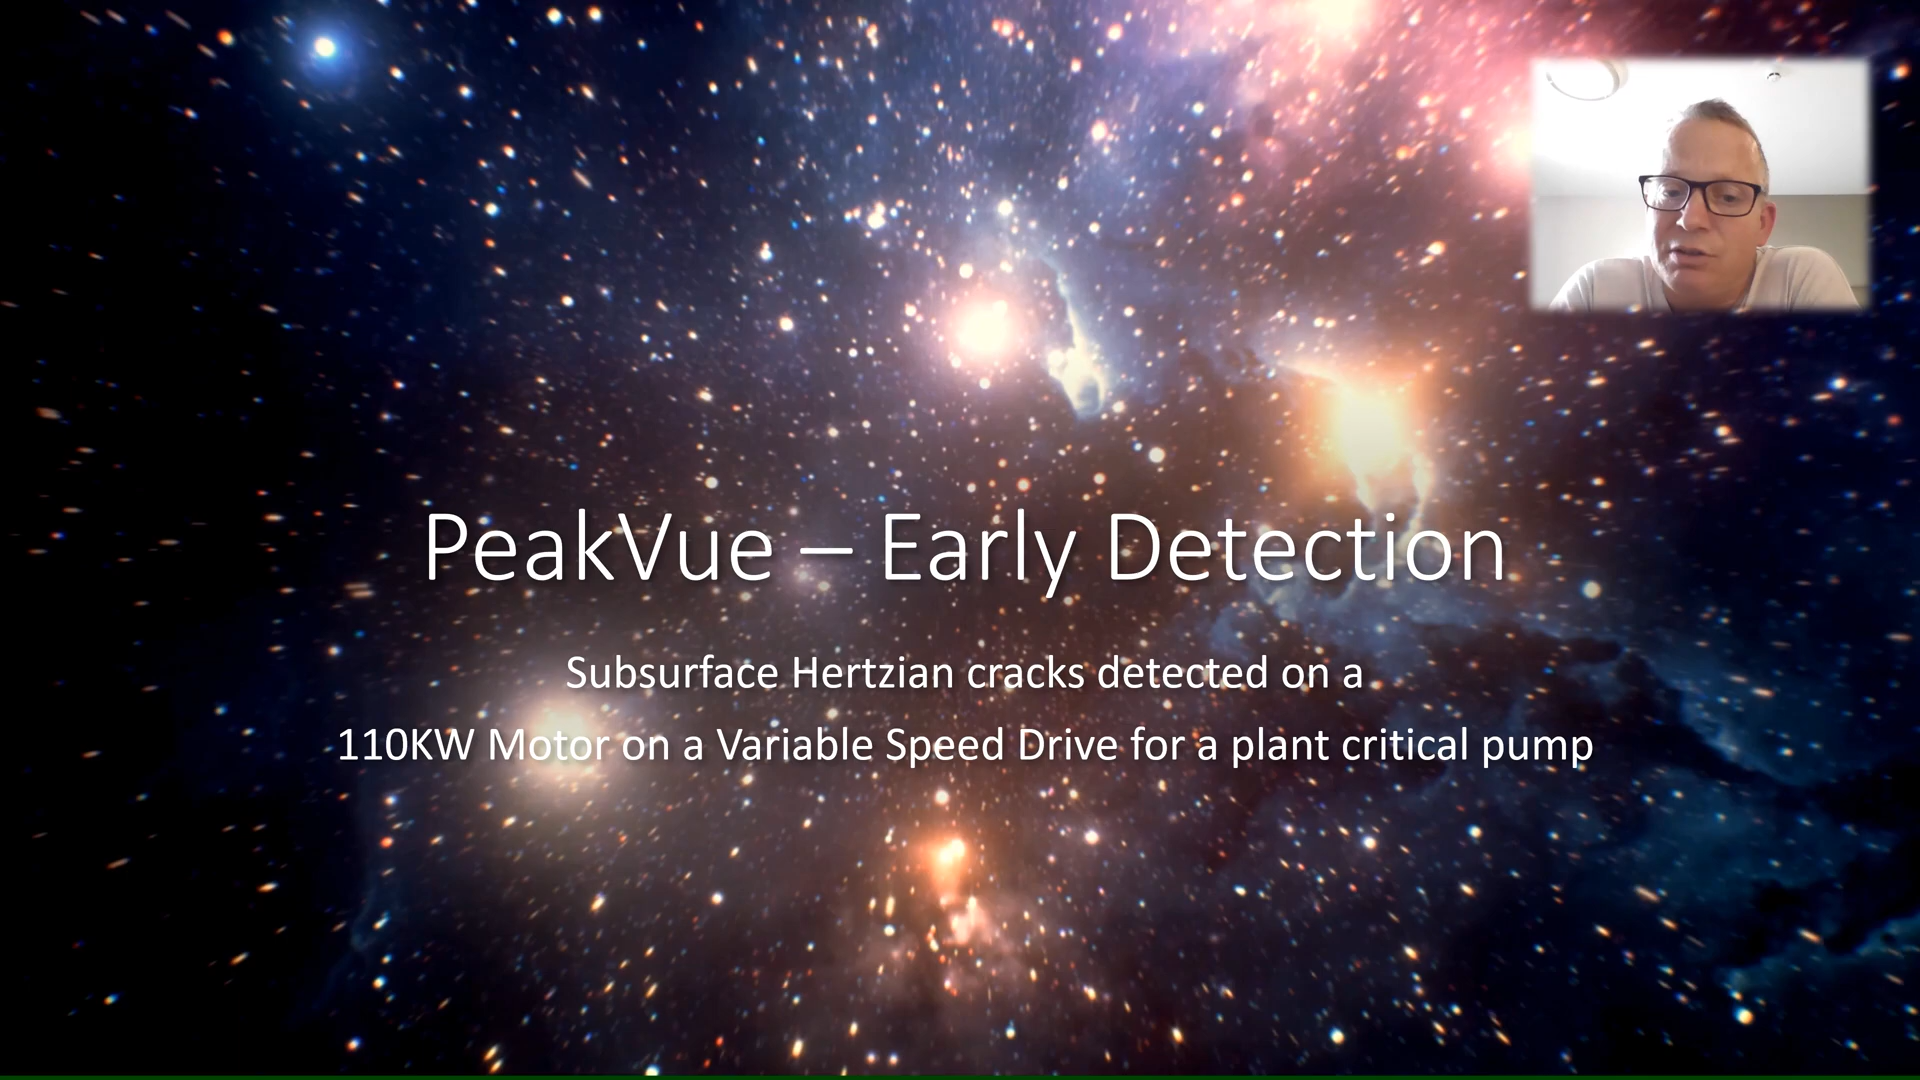 PeakVue – Early Detection
Subsurface Hertzian cracks detected on a
110KW Motor on a Variable Speed Drive for a plant critical pump